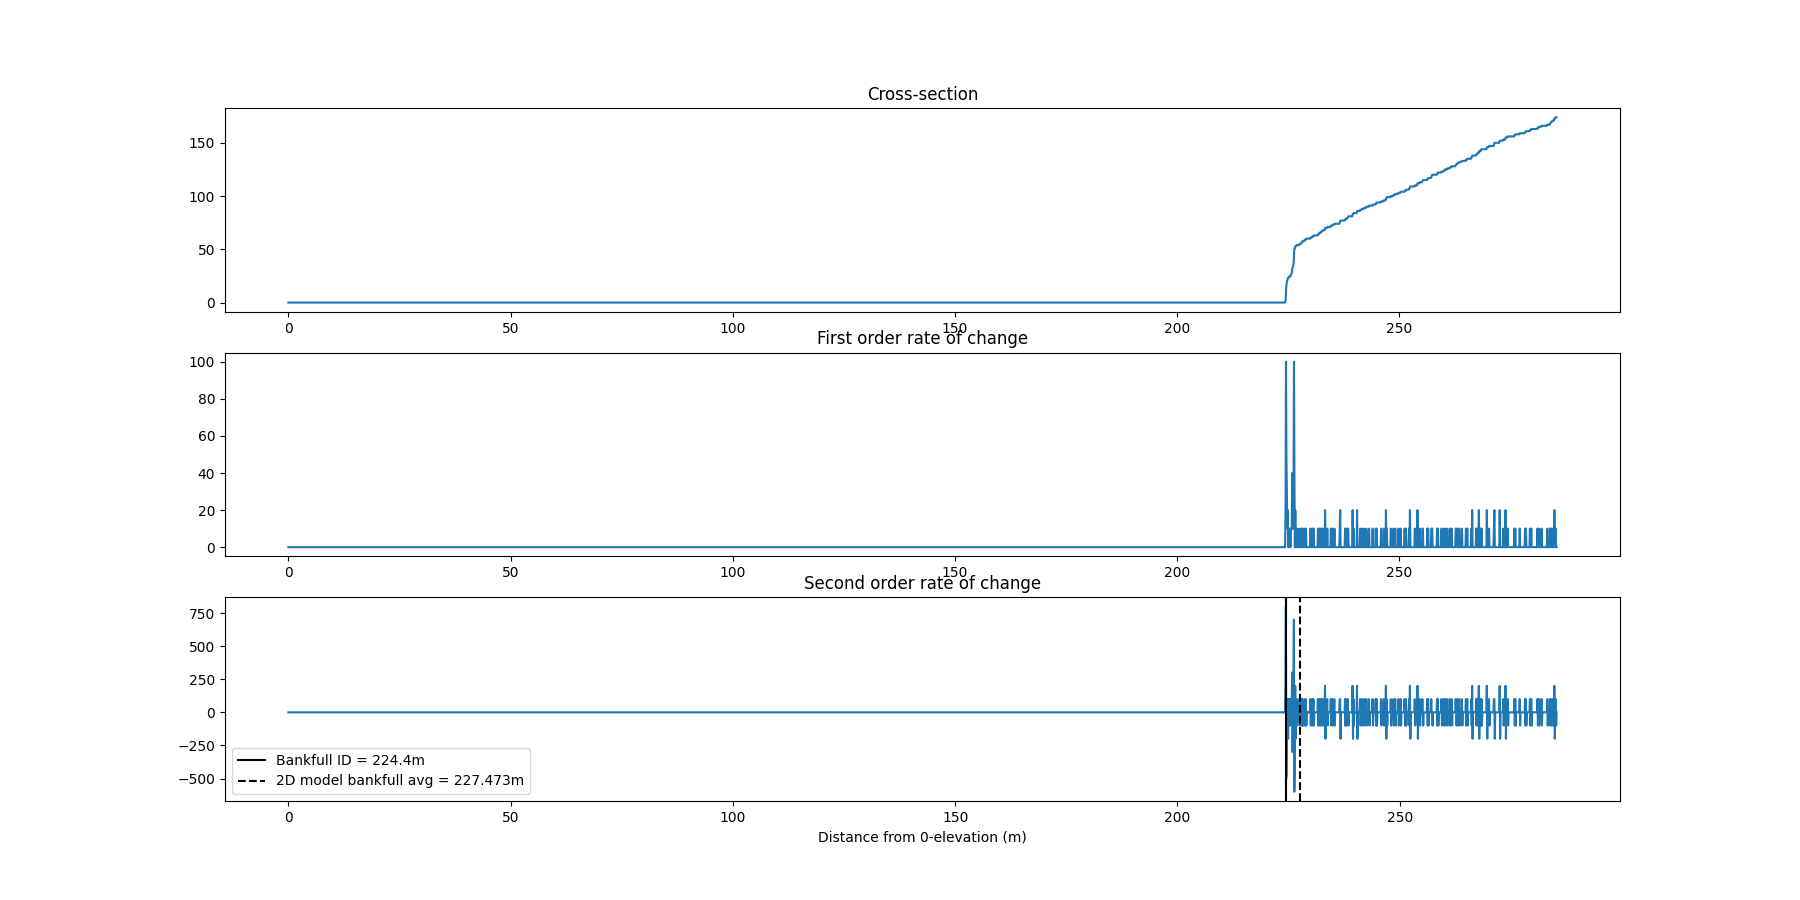 Cross-section
150
100
50
0
0 50 100 150 200 250
First order rate of change
100
80
60
40
20
0
0 50 100 150 200 250
Second order rate of change
750
500
250
0
−250
−500
Bankfull ID = 224.4m
2D model bankfull avg = 227.473m
0 50 100 150 200 250
Distance from 0-elevation (m)